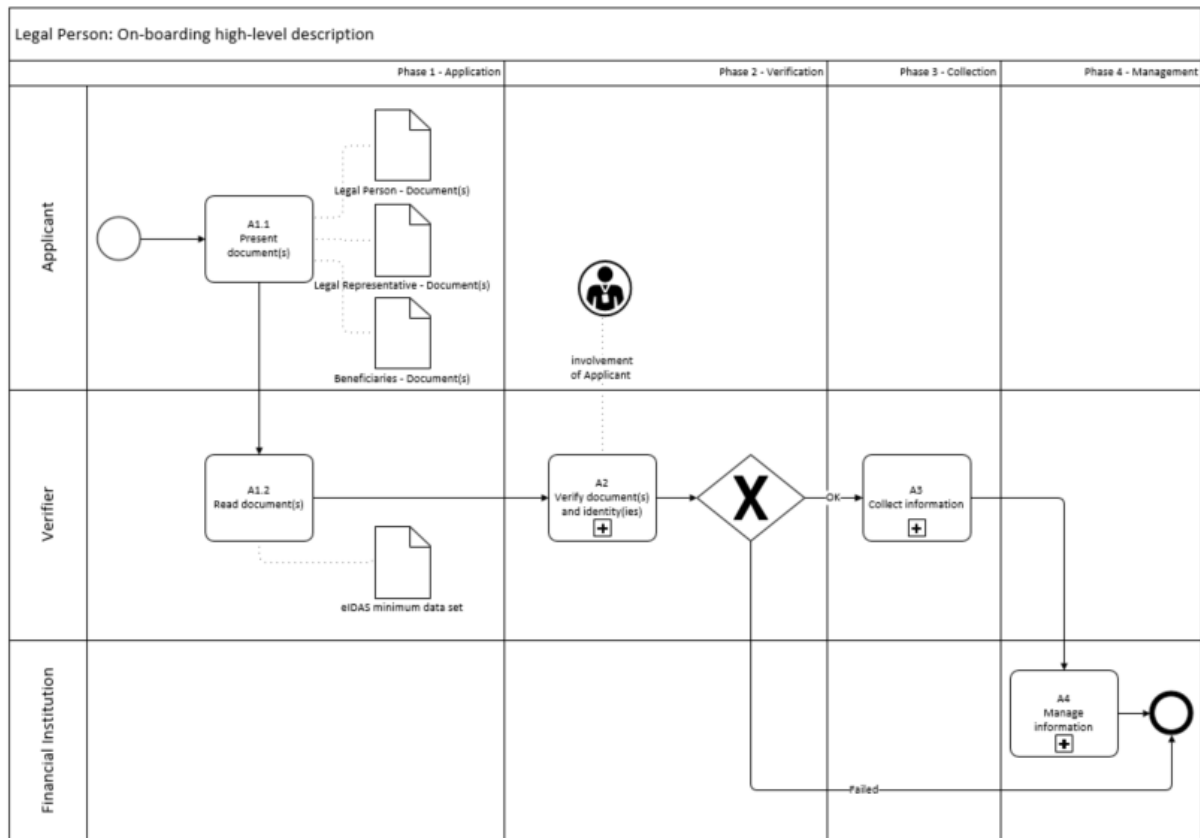 Legal Person: On-boarding high-level description
Phase 1 - Application
Phase 2 - Verification
Phase 3 - Collection
Phase 4 - Management
Applicant
Legal Person - Document(s)
A1.1
Present
document(s)
Legal Representative - Document(s)
Beneficiaries - Document(s)
involvement
of Applicant
Verifier
A1.2
Read document(s)
eIDAS minimum data set
A2
Verify document(s)
and identity(ies)
X
OK
A3
Collect information
Financial Institution
A4
Manage
information
Failed